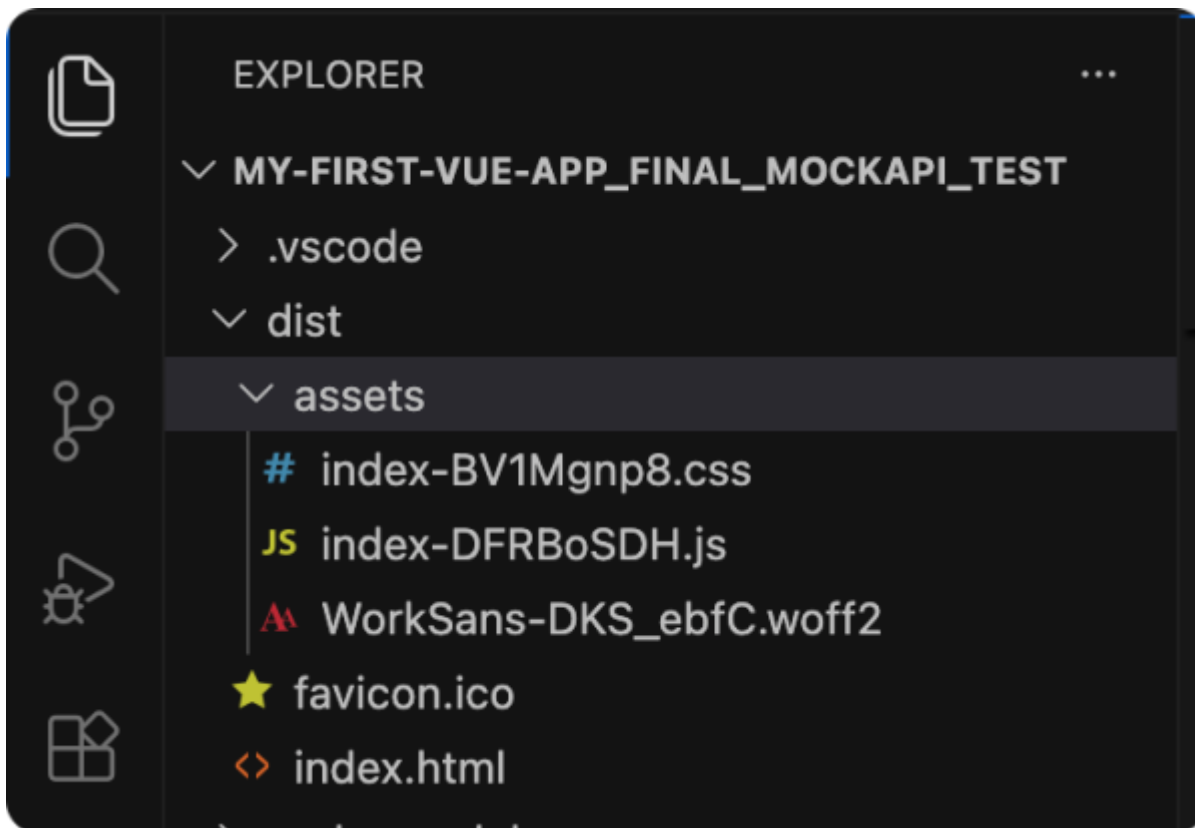 EXPLORER
MY-FIRST-VUE-APP_FINAL_MOCKAPI_TEST
.vscode
dist
assets
# index-BV1Mgnp8.css
JS index-DFRBoSDH.js
WorkSans-DKS_ebfC.woff2
favicon.ico
index.html